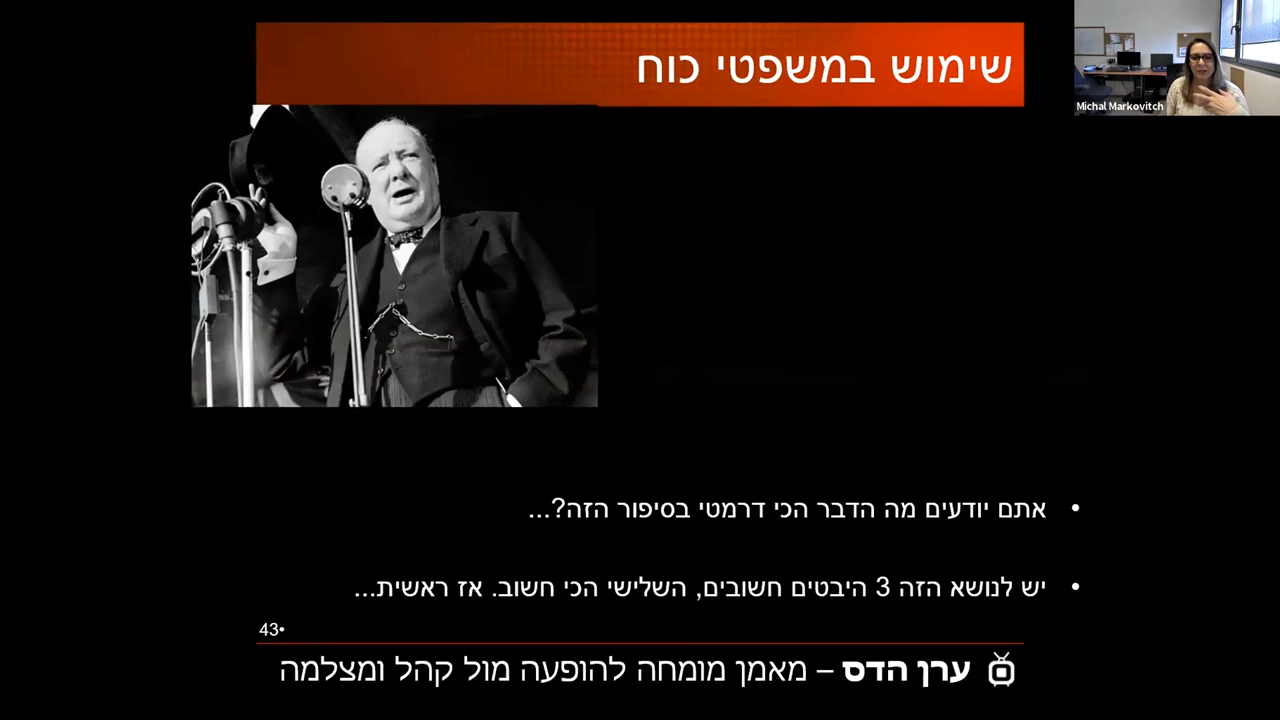 שימוש במשפטי כוח
Michal Markovitch
• אתם יודעים מה הדבר הכי דרמטי בסיפור הזה?...
• יש לנושא הזה 3 היבטים חשובים, השלישי הכי חשוב. אז ראשית...
43•
ערן הדס – מאמן מומחה להופעה מול קהל ומצלמה